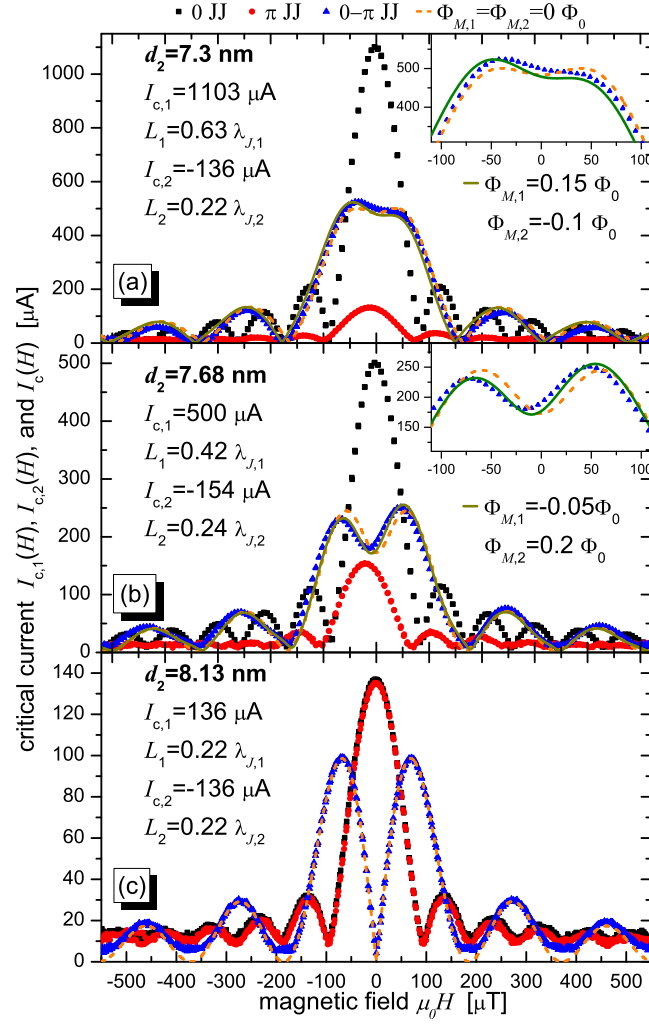 0 JJ π JJ 0–π JJ Φ_{M,1}=Φ_{M,2}=0 Φ_0
d_2=7.3 nm
I_{c,1}=1103 μA
L_1=0.63 λ_{J,1}
I_{c,2}=-136 μA
L_2=0.22 λ_{J,2}
(a)
1000
800
600
400
200
0
500
400
-100 -50 0 50 100
Φ_{M,1}=0.15 Φ_0
Φ_{M,2}=-0.1 Φ_0
d_2=7.68 nm
I_{c,1}=500 μA
L_1=0.42 λ_{J,1}
I_{c,2}=-154 μA
L_2=0.24 λ_{J,2}
(b)
500
400
300
200
100
0
300
250
200
150
-100 -50 0 50 100
Φ_{M,1}=-0.05Φ_0
Φ_{M,2}=0.2 Φ_0
d_2=8.13 nm
I_{c,1}=136 μA
L_1=0.22 λ_{J,1}
I_{c,2}=-136 μA
L_2=0.22 λ_{J,2}
(c)
140
120
100
80
60
40
20
0
-500 -400 -300 -200 -100 0 100 200 300 400 500
magnetic field μ_0H [μT]
critical current I_{c,1}(H), I_{c,2}(H), and I_c(H) [μA]